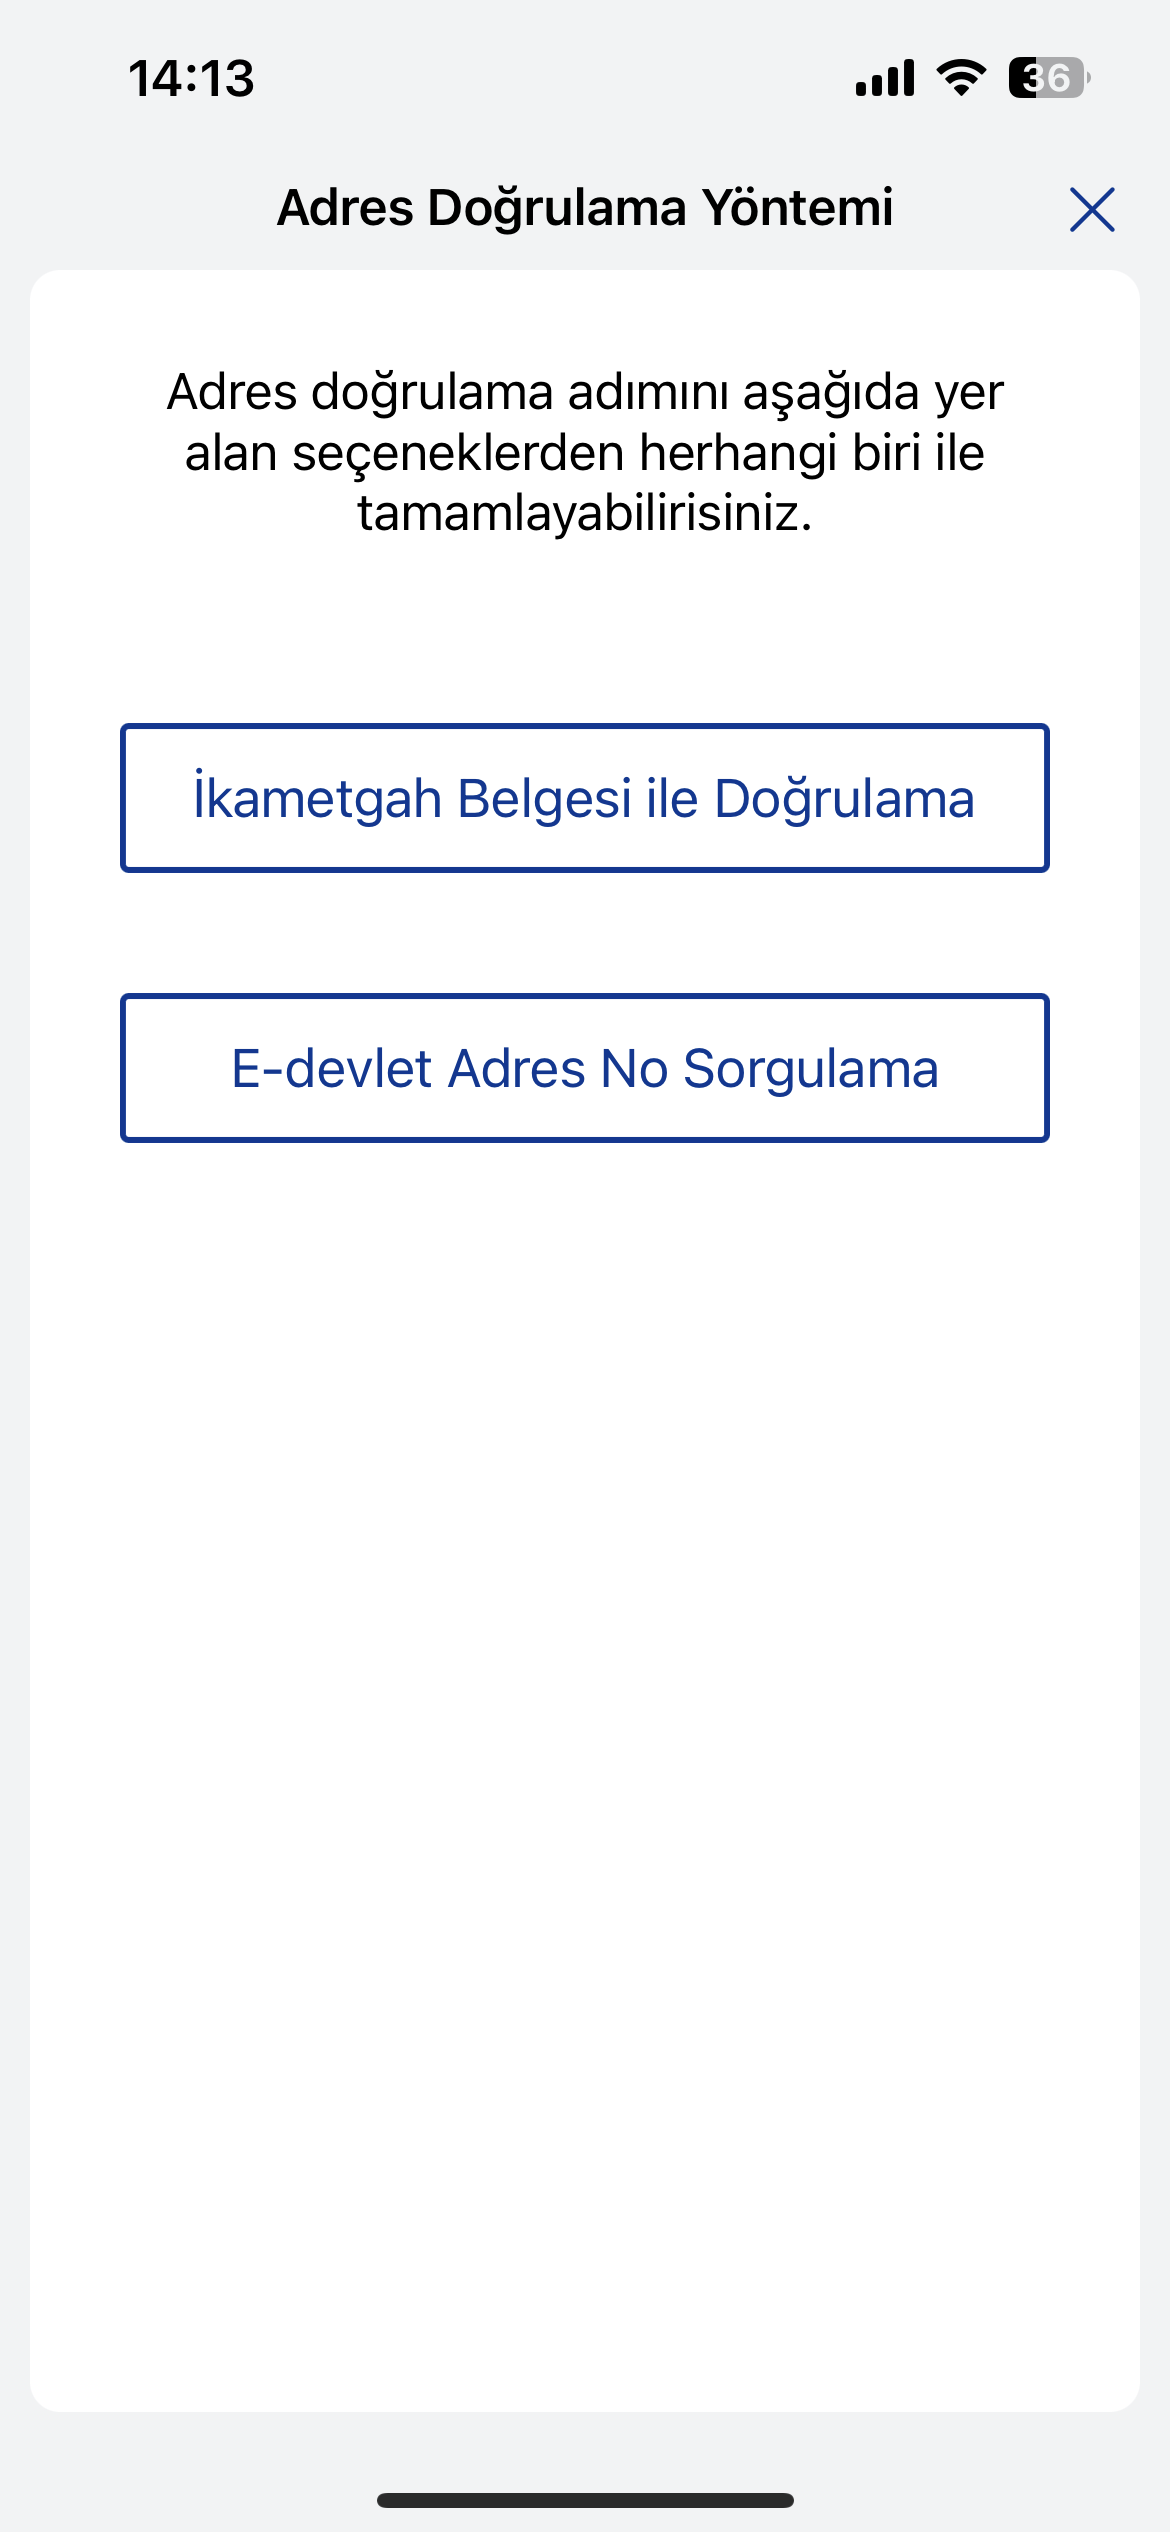 14:13
36
Adres Doğrulama Yöntemi
Adres doğrulama adımını aşağıda yer
alan seçeneklerden herhangi biri ile
tamamlayabilirisiniz.
İkametgah Belgesi ile Doğrulama
E-devlet Adres No Sorgulama